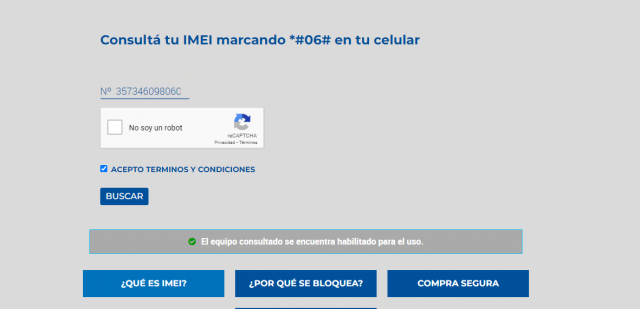 Consultá tu IMEI marcando *#06# en tu celular
Nº 357346098060
No soy un robot
reCAPTCHA
Privacidad - Términos
ACEPTO TERMINOS Y CONDICIONES
BUSCAR
El equipo consultado se encuentra habilitado para el uso.
¿QUÉ ES IMEI?
¿POR QUÉ SE BLOQUEA?
COMPRA SEGURA